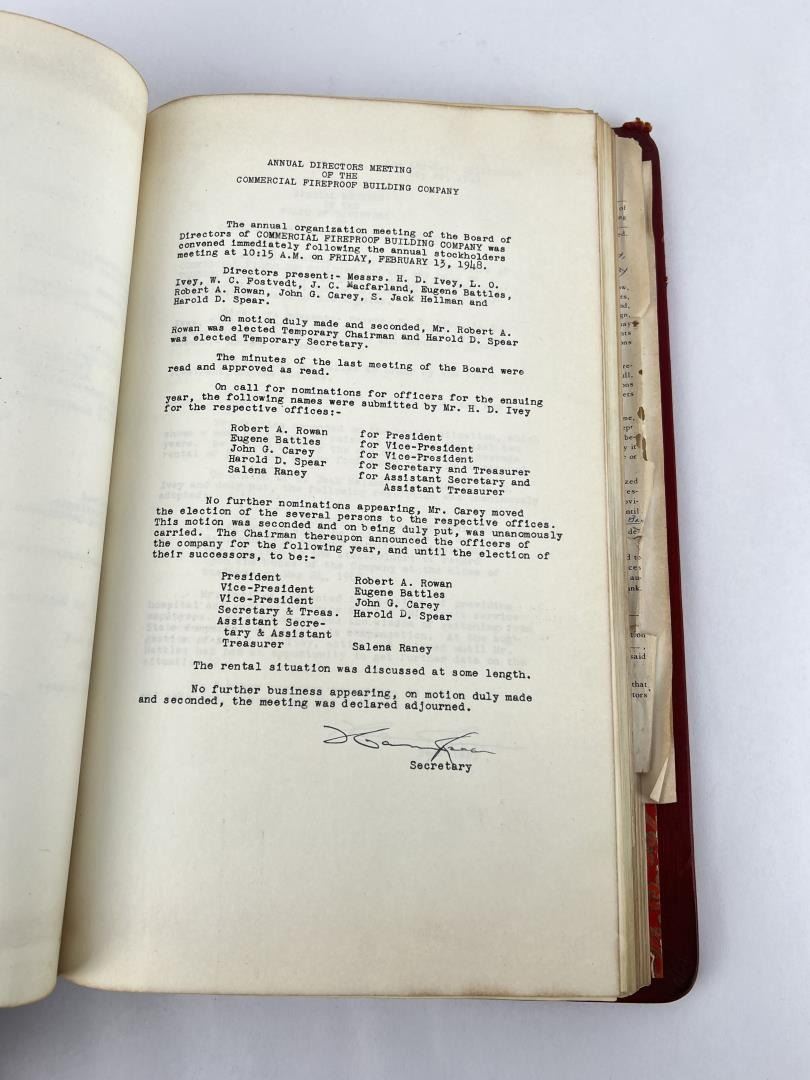 ANNUAL DIRECTORS MEETING
OF THE
COMMERCIAL FIREPROOF BUILDING COMPANY
The annual organization meeting of the Board of
Directors of COMMERCIAL FIREPROOF BUILDING COMPANY was
convened immediately following the annual stockholders
meeting at 10:15 A.M. on FRIDAY, FEBRUARY 13, 1948.
Directors present:- Messrs. H. D. Ivey, L. O.
Ivey, W. C. Fostvedt, J. C. Macfarland, Eugene Battles,
Robert A. Rowan, John G. Carey, S. Jack Hellman and
Harold D. Spear.
On motion duly made and seconded, Mr. Robert A.
Rowan was elected Temporary Chairman and Harold D. Spear
was elected Temporary Secretary.
The minutes of the last meeting of the Board were
read and approved as read.
On call for nominations for officers for the ensuing
year, the following names were submitted by Mr. H. D. Ivey
for the respective offices:-
Robert A. Rowan for President
Eugene Battles for Vice-President
John G. Carey for Vice-President
Harold D. Spear for Secretary and Treasurer
Salena Raney for Assistant Secretary and
Assistant Treasurer
No further nominations appearing, Mr. Carey moved
the election of the several persons to the respective offices.
This motion was seconded and on being duly put, was unanomously
carried. The Chairman thereupon announced the officers of
the company for the following year, and until the election of
their successors, to be:-
President Robert A. Rowan
Vice-President Eugene Battles
Vice-President John G. Carey
Secretary & Treas. Harold D. Spear
Assistant Secre-
tary & Assistant
Treasurer Salena Raney
The rental situation was discussed at some length.
No further business appearing, on motion duly made
and seconded, the meeting was declared adjourned.
Secretary